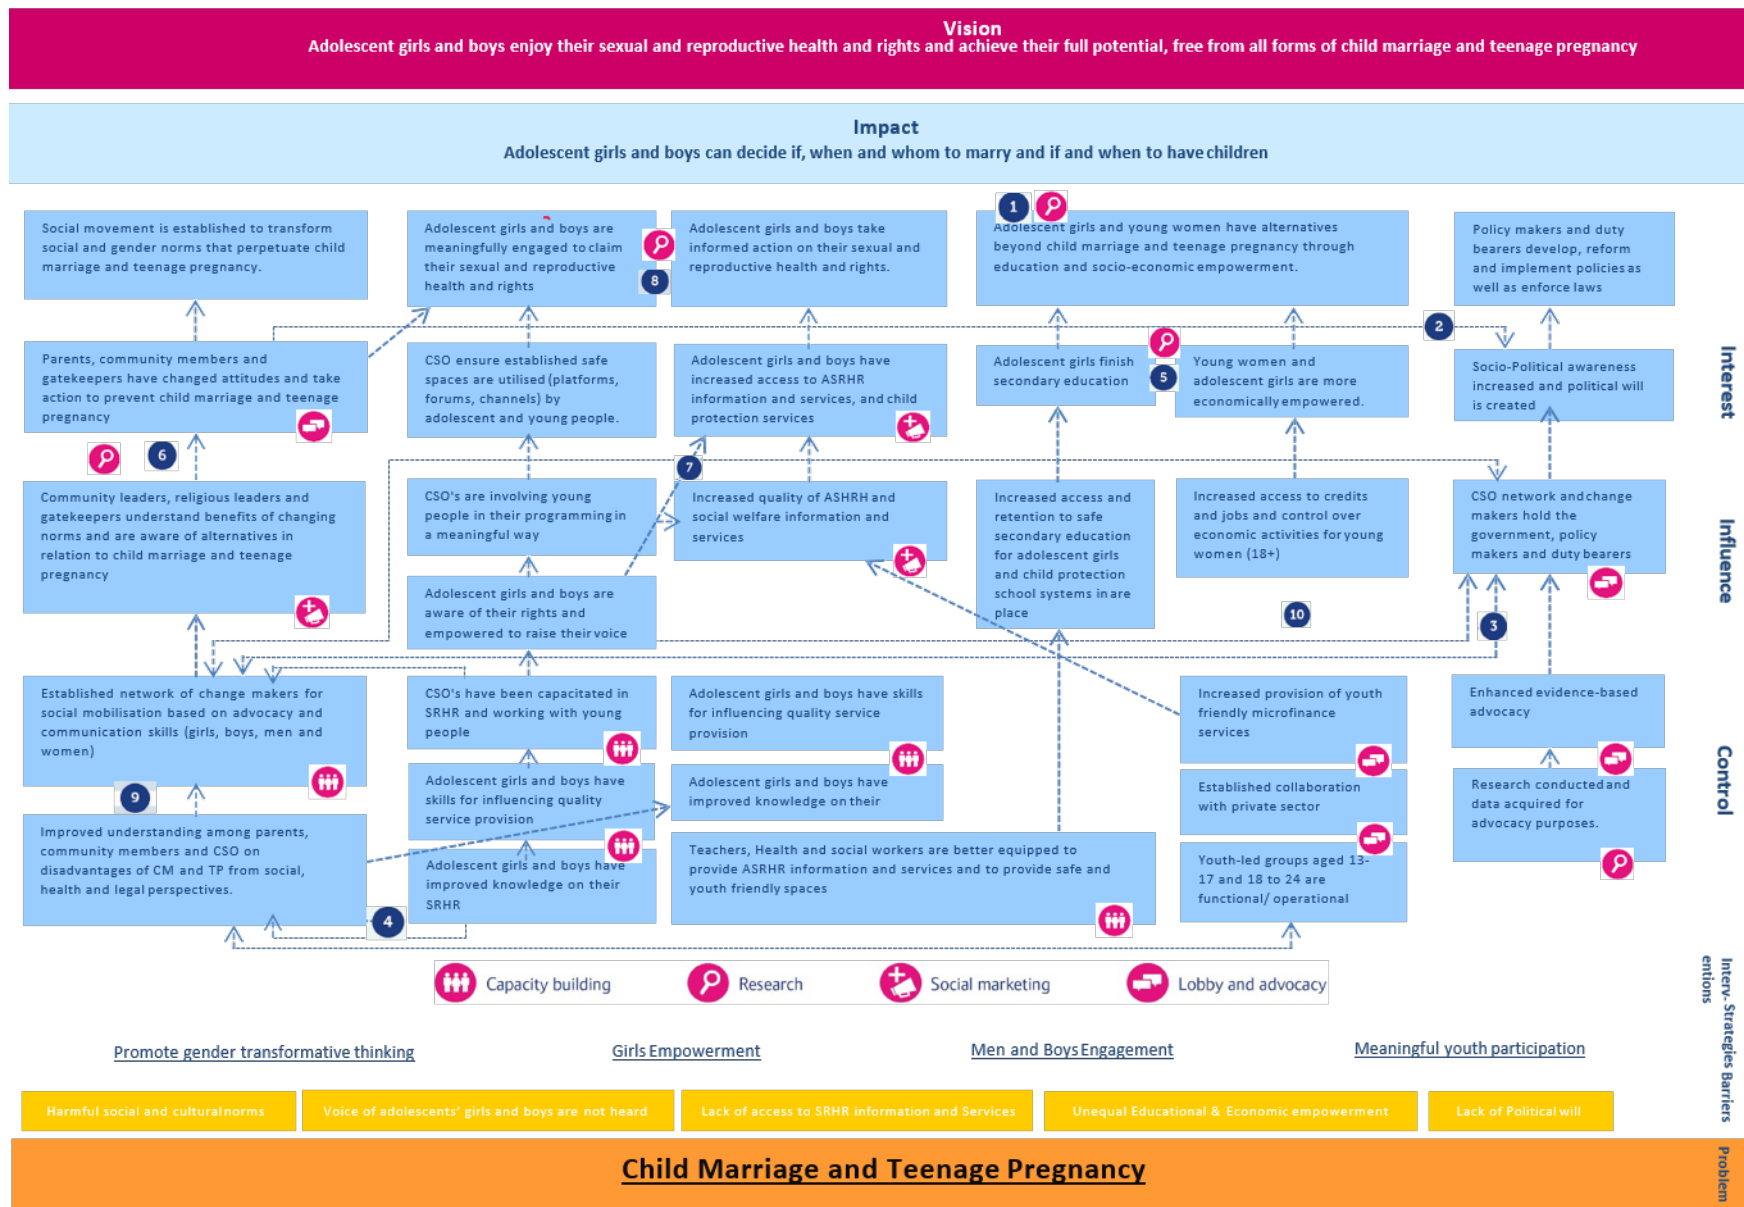 Vision
Adolescent girls and boys enjoy their sexual and reproductive health and rights and achieve their full potential, free from all forms of child marriage and teenage pregnancy
Impact
Adolescent girls and boys can decide if, when and whom to marry and if and when to have children
Social movement is established to transform
social and gender norms that perpetuate child
marriage and teenage pregnancy.
Adolescent girls and boys are
meaningfully engaged to claim
their sexual and reproductive
health and rights
8
Adolescent girls and boys take
informed action on their sexual and
reproductive health and rights.
1
Adolescent girls and young women have alternatives
beyond child marriage and teenage pregnancy through
education and socio-economic empowerment.
Policy makers and duty
bearers develop, reform
and implement policies as
well as enforce laws
2
Parents, community members and
gatekeepers have changed attitudes and take
action to prevent child marriage and teenage
pregnancy
CSO ensure established safe
spaces are utilised (platforms,
forums, channels) by
adolescent and young people.
Adolescent girls and boys have
increased access to ASRHR
information and services, and child
protection services
Adolescent girls finish
secondary education
5
Young women and
adolescent girls are more
economically empowered.
Socio-Political awareness
increased and political will
is created
Interest
6
7
Community leaders, religious leaders and
gatekeepers understand benefits of changing
norms and are aware of alternatives in
relation to child marriage and teenage
pregnancy
CSO's are involving young
people in their programming in
a meaningful way
Increased quality of ASHRH and
social welfare information and
services
Increased access and
retention to safe
secondary education
for adolescent girls
and child protection
school systems in are
place
Increased access to credits
and jobs and control over
economic activities for young
women (18+)
CSO network and change
makers hold the
government, policy
makers and duty bearers
Influence
Adolescent girls and boys are
aware of their rights and
empowered to raise their voice
10
3
Established network of change makers for
social mobilisation based on advocacy and
communication skills (girls, boys, men and
women)
CSO's have been capacitated in
SRHR and working with young
people
Adolescent girls and boys have skills
for influencing quality service
provision
Increased provision of youth
friendly microfinance
services
Enhanced evidence-based
advocacy
Control
9
Adolescent girls and boys have
skills for influencing quality
service provision
Adolescent girls and boys have
improved knowledge on their
Established collaboration
with private sector
Research conducted and
data acquired for
advocacy purposes.
Improved understanding among parents,
community members and CSO on
disadvantages of CM and TP from social,
health and legal perspectives.
4
Adolescent girls and boys have
improved knowledge on their
SRHR
Teachers, Health and social workers are better equipped to
provide ASRHR information and services and to provide safe and
youth friendly spaces
Youth-led groups aged 13-
17 and 18 to 24 are
functional/ operational
Capacity building
Research
Social marketing
Lobby and advocacy
Interv-
entions
Promote gender transformative thinking
Girls Empowerment
Men and Boys Engagement
Meaningful youth participation
Strategies
Harmful social and cultural norms
Voice of adolescents' girls and boys are not heard
Lack of access to SRHR information and Services
Unequal Educational & Economic empowerment
Lack of Political will
Barriers
Child Marriage and Teenage Pregnancy
Problem